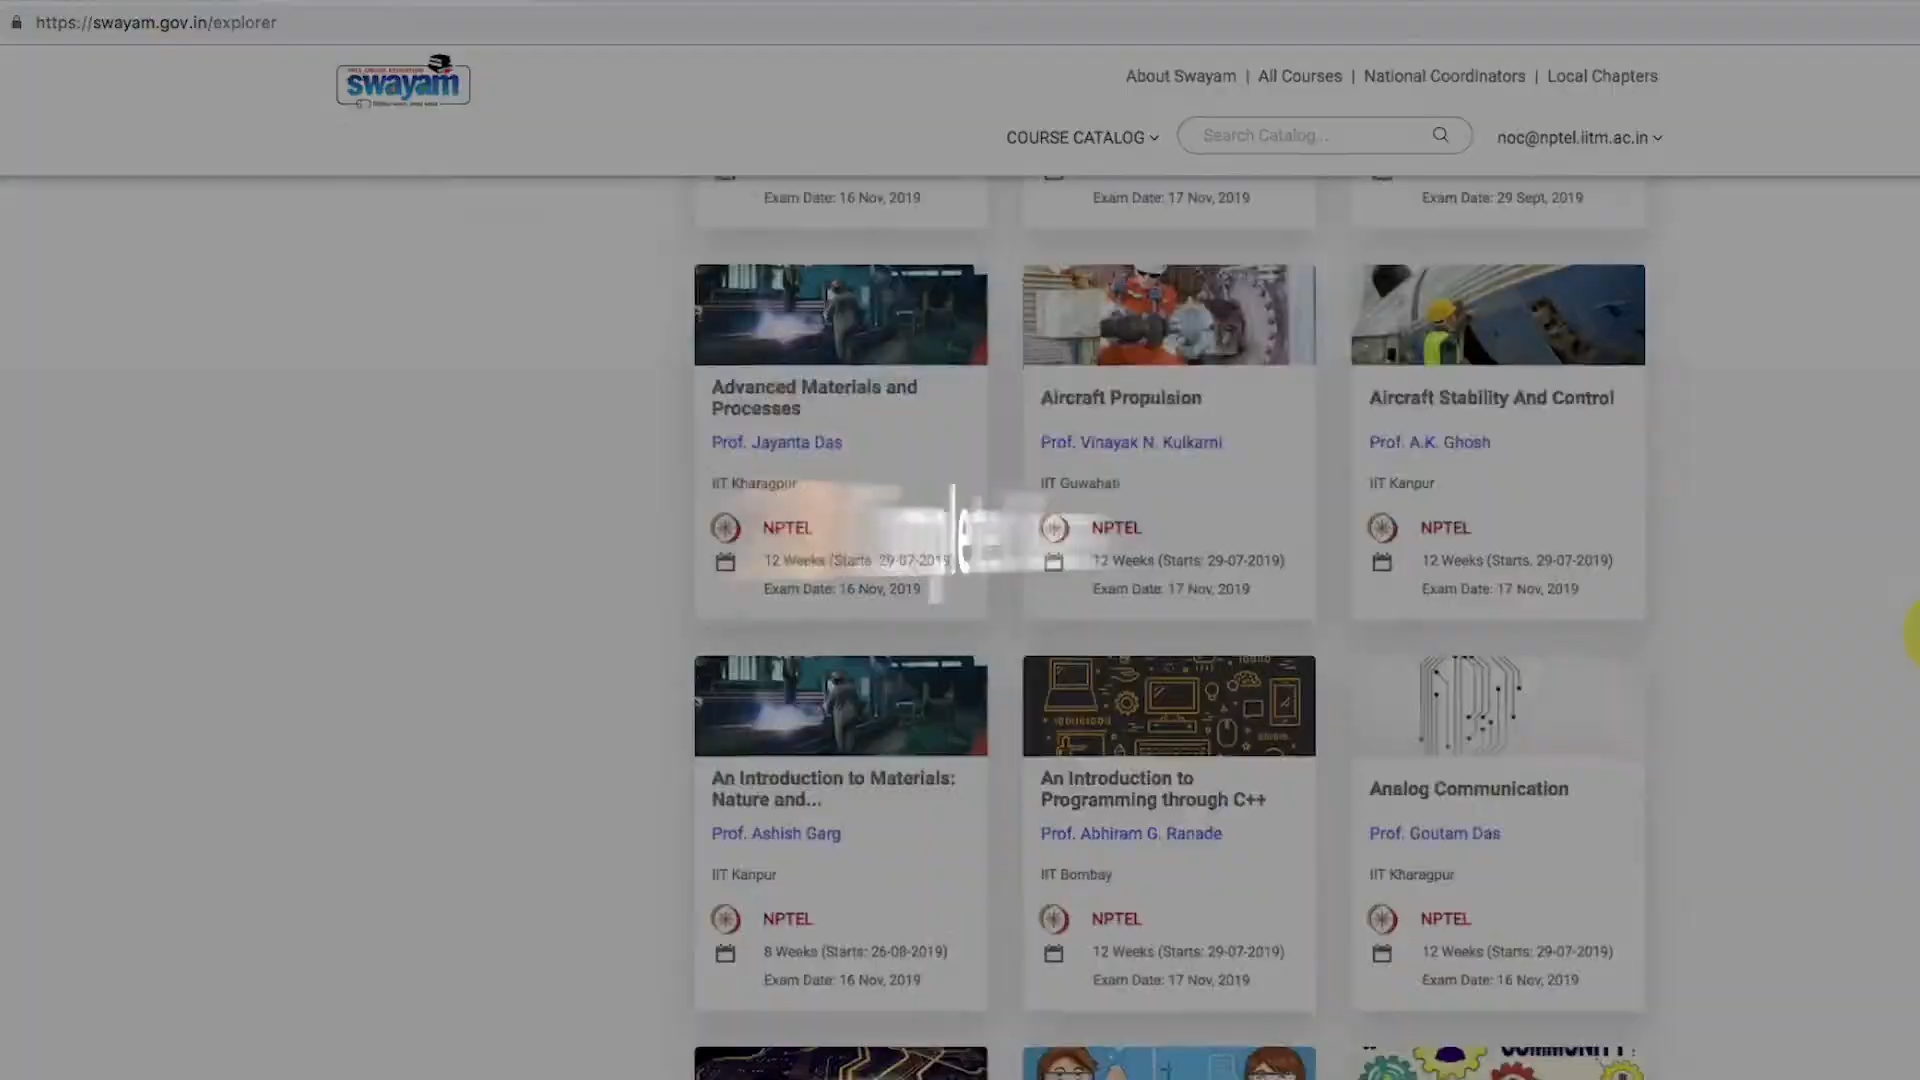 https://swayam.gov.in/explorer
swayam
About Swayam | All Courses | National Coordinators | Local Chapters
COURSE CATALOG
Search Catalog...
noc@nptel.iitm.ac.in
Exam Date: 16 Nov, 2019
Exam Date: 17 Nov, 2019
Exam Date: 29 Sept, 2019
Advanced Materials and
Processes
Prof. Jayanta Das
IIT Kharagpur
NPTEL
12 Weeks (Starts: 29-07-2019
Exam Date: 16 Nov, 2019
Aircraft Propulsion
Prof. Vinayak N. Kulkarni
IIT Guwahati
NPTEL
12 Weeks (Starts: 29-07-2019)
Exam Date: 17 Nov, 2019
Aircraft Stability And Control
Prof. A.K. Ghosh
IIT Kanpur
NPTEL
12 Weeks (Starts: 29-07-2019)
Exam Date: 17 Nov, 2019
An Introduction to Materials:
Nature and...
Prof. Ashish Garg
IIT Kanpur
NPTEL
8 Weeks (Starts: 26-08-2019)
Exam Date: 16 Nov, 2019
An Introduction to
Programming through C++
Prof. Abhiram G. Ranade
IIT Bombay
NPTEL
12 Weeks (Starts: 29-07-2019)
Exam Date: 17 Nov, 2019
Analog Communication
Prof. Goutam Das
IIT Kharagpur
NPTEL
12 Weeks (Starts: 29-07-2019)
Exam Date: 16 Nov, 2019
COMMUNITY